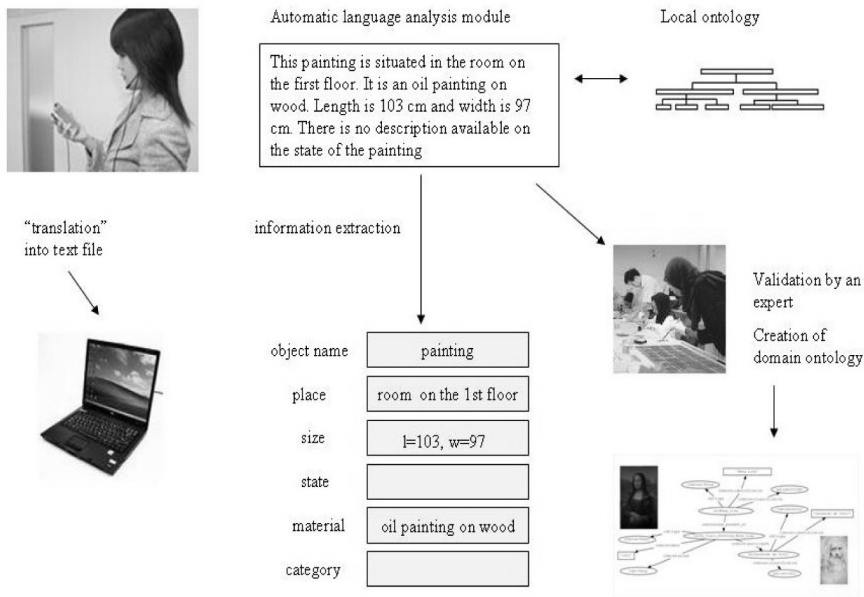 Automatic language analysis module
Local ontology
This painting is situated in the room on
the first floor. It is an oil painting on
wood. Length is 103 cm and width is 97
cm. There is no description available on
the state of the painting
“translation”
into text file
information extraction
Validation by an
expert
Creation of
domain ontology
object name
painting
place
room on the 1st floor
size
l=103, w=97
state
material
oil painting on wood
category